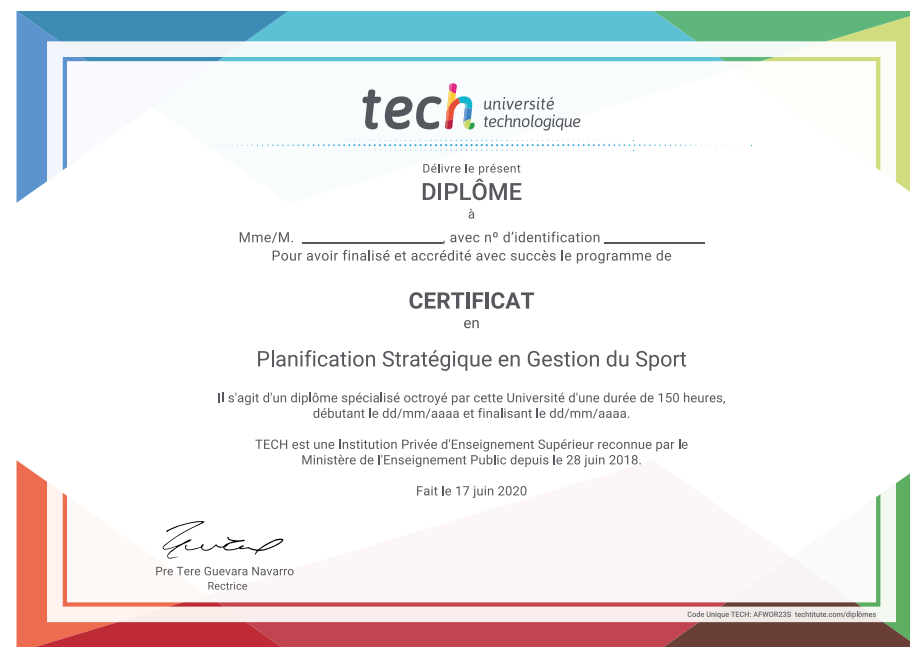 tech université
technologique
Délivre le présent
DIPLÔME
à
Mme/M. ____________________, avec nº d'identification ______________
Pour avoir finalisé et accrédité avec succès le programme de
CERTIFICAT
en
Planification Stratégique en Gestion du Sport
Il s'agit d'un diplôme spécialisé octroyé par cette Université d'une durée de 150 heures,
débutant le dd/mm/aaaa et finalisant le dd/mm/aaaa.
TECH est une Institution Privée d'Enseignement Supérieur reconnue par le
Ministère de l'Enseignement Public depuis le 28 juin 2018.
Fait le 17 juin 2020
Pre Tere Guevara Navarro
Rectrice
Code Unique TECH: AFWOR23S techtitute.com/diplômes